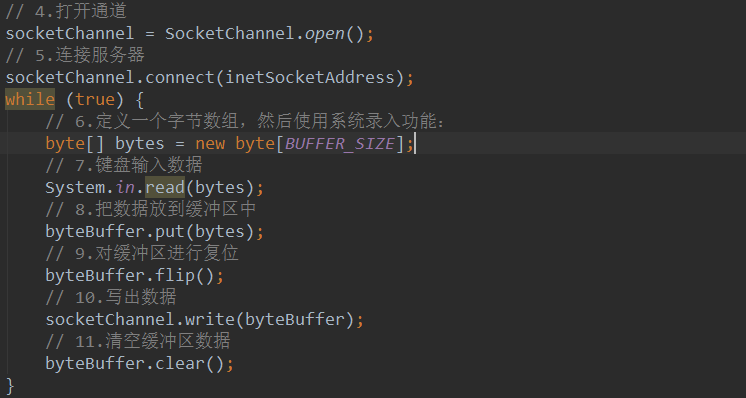 // 4.打开通道
socketChannel = SocketChannel.open();
// 5.连接服务器
socketChannel.connect(inetSocketAddress);
while (true) {
    // 6.定义一个字节数组，然后使用系统录入功能：
    byte[] bytes = new byte[BUFFER_SIZE];
    // 7.键盘输入数据
    System.in.read(bytes);
    // 8.把数据放到缓冲区中
    byteBuffer.put(bytes);
    // 9.对缓冲区进行复位
    byteBuffer.flip();
    // 10.写出数据
    socketChannel.write(byteBuffer);
    // 11.清空缓冲区数据
    byteBuffer.clear();
}